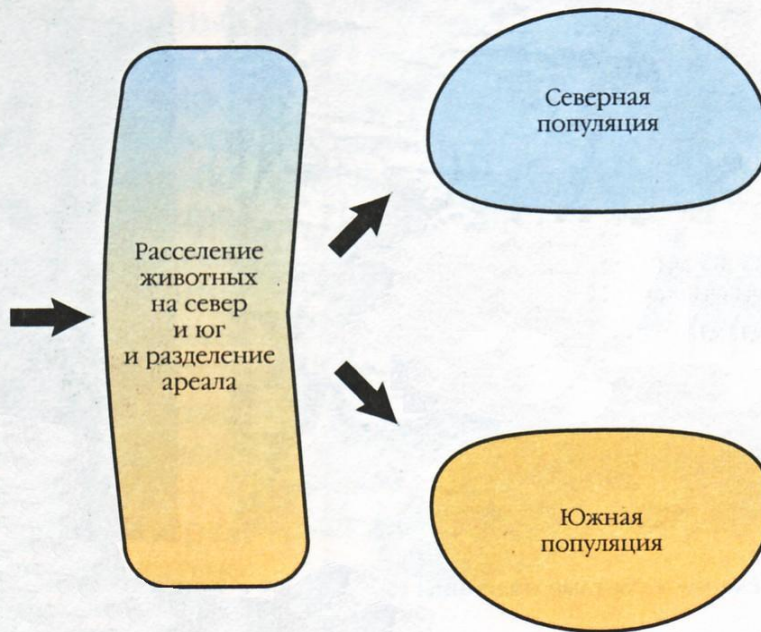 Северная
популяция
Расселение
животных
на север
и юг
и разделение
ареала
Южная
популяция